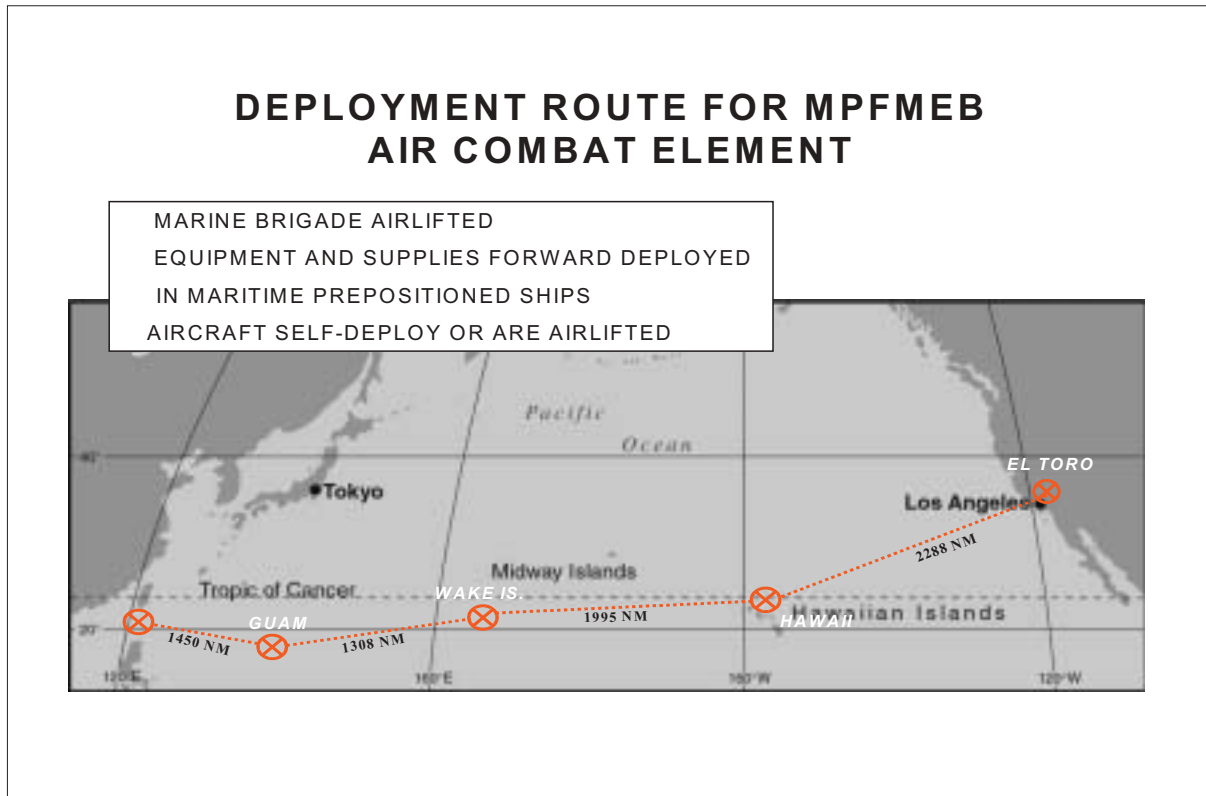 DEPLOYMENT ROUTE FOR MPFMEB
AIR COMBAT ELEMENT
MARINE BRIGADE AIRLIFTED
EQUIPMENT AND SUPPLIES FORWARD DEPLOYED
IN MARITIME PREPOSITIONED SHIPS
AIRCRAFT SELF-DEPLOY OR ARE AIRLIFTED
Pacific
Ocean
40°
EL TORO
Tokyo
Los Angeles
2288 NM
Midway Islands
Tropic of Cancer
WAKE IS.
1995 NM
Hawaiian Islands
HAWAII
GUAM
20°
1450 NM
1308 NM
120°E
160°E
160°W
120°W